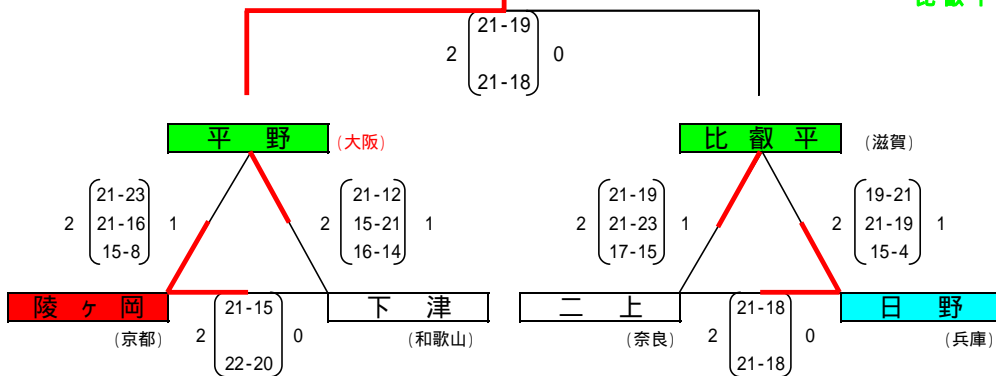 比叡平
21-19
2 0
21-18
平野 (大阪)
比叡平 (滋賀)
21-23
2 21-16 1
15-8
21-12
2 15-21 1
16-14
21-19
2 21-23 1
17-15
19-21
2 21-19 1
15-4
陵ヶ岡 (京都)
21-15
2 0
22-20
下津 (和歌山)
二上 (奈良)
21-18
2 0
21-18
日野 (兵庫)